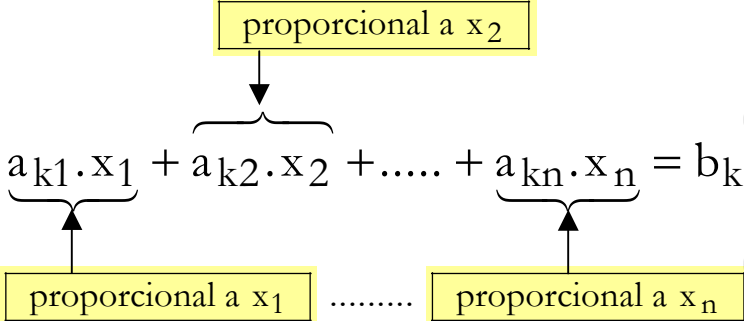 proporcional a x₂
aₖ₁.x₁ + aₖ₂.x₂ +..... + aₖₙ.xₙ = bₖ
proporcional a x₁ ......... proporcional a xₙ